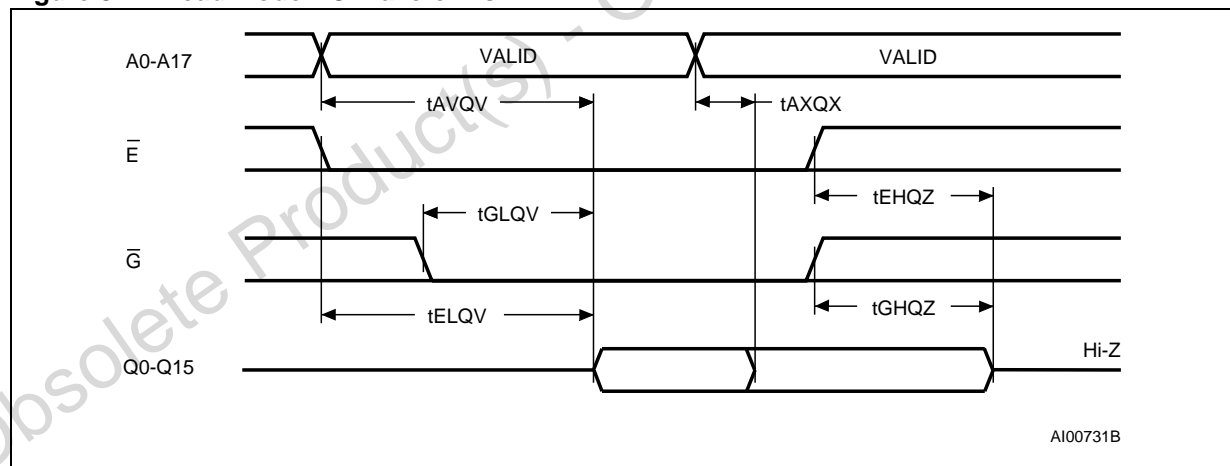 A0-A17
VALID
VALID
tAVQV
tAXQX
E
tEHQZ
tGLQV
G
tGHQZ
tELQV
Hi-Z
Q0-Q15
AI00731B
obsolete Product(s) - O